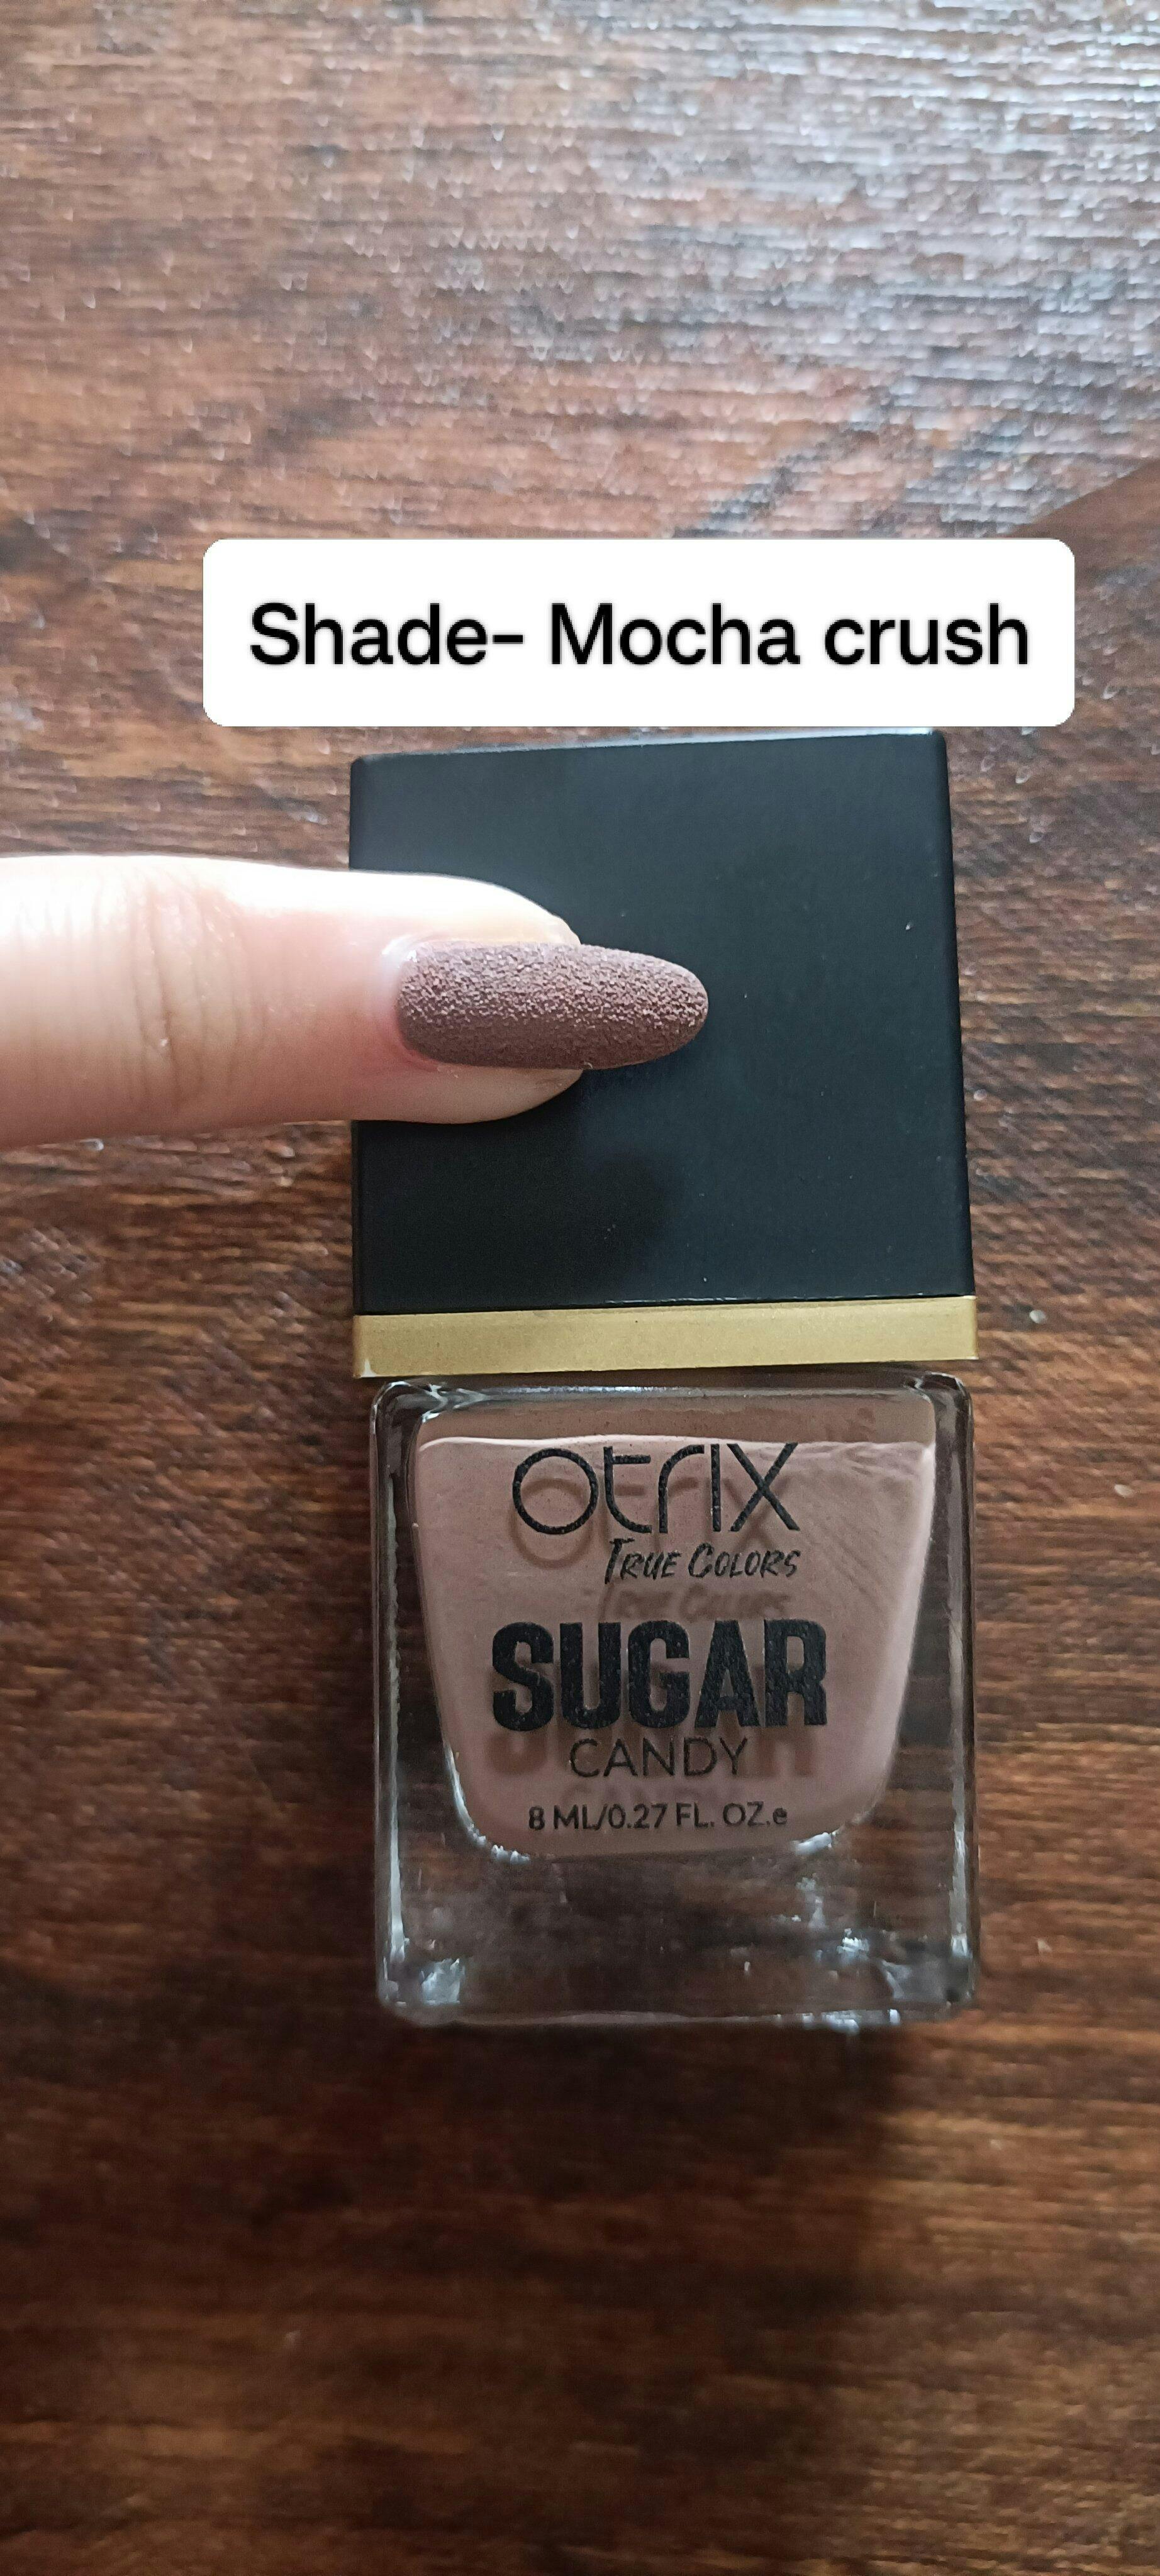 Shade- Mocha crush
OtrIX
TRUE COLORS
SUGAR
CANDY
8 ML/0.27 FL. OZ.e